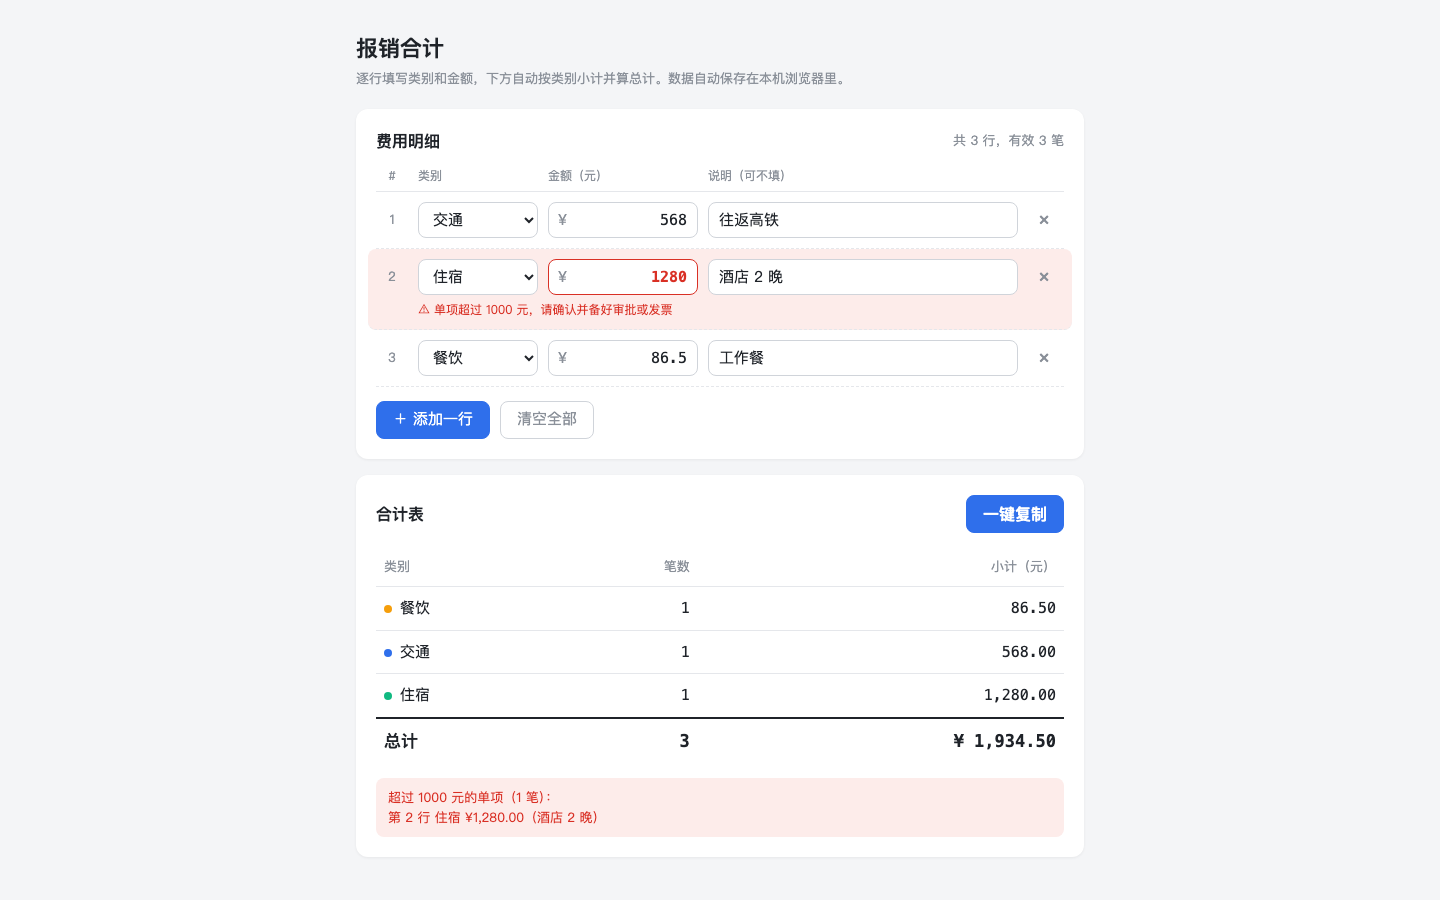 报销合计
逐行填写类别和金额，下方自动按类别小计并算总计。数据自动保存在本机浏览器里。
费用明细 共 3 行，有效 3 笔
# 类别 金额（元） 说明（可不填）
1 交通 ¥ 568 往返高铁 ×
2 住宿 ¥ 1280 酒店 2 晚 ×
⚠ 单项超过 1000 元，请确认并备好审批或发票
3 餐饮 ¥ 86.5 工作餐 ×
＋ 添加一行 清空全部
合计表 一键复制
类别 笔数 小计（元）
餐饮 1 86.50
交通 1 568.00
住宿 1 1,280.00
总计 3 ¥ 1,934.50
超过 1000 元的单项（1 笔）：
第 2 行 住宿 ¥1,280.00（酒店 2 晚）